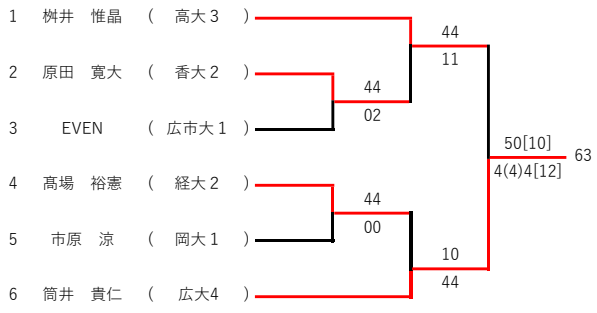 1 桝井 惟晶 ( 高大３ )
2 原田 寛大 ( 香大２ )
3 EVEN ( 広市大１ )
4 髙場 裕憲 ( 経大２ )
5 市原 涼 ( 岡大１ )
6 筒井 貴仁 ( 広大4 )
44
02
44
00
44
11
10
44
50[10]
4(4)4[12]
63